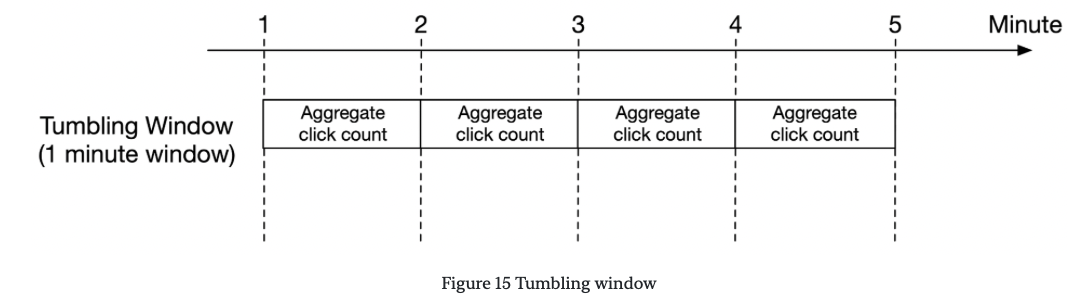 1 2 3 4 5 Minute
Tumbling Window
(1 minute window)
Aggregate
click count
Aggregate
click count
Aggregate
click count
Aggregate
click count
Figure 15 Tumbling window